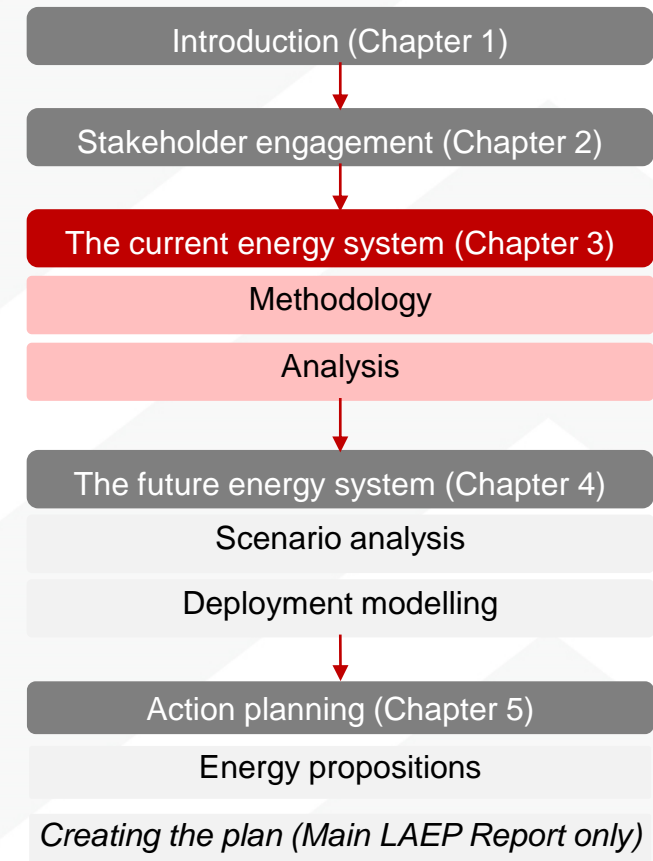 Introduction (Chapter 1)
Stakeholder engagement (Chapter 2)
The current energy system (Chapter 3)
Methodology
Analysis
The future energy system (Chapter 4)
Scenario analysis
Deployment modelling
Action planning (Chapter 5)
Energy propositions
Creating the plan (Main LAEP Report only)